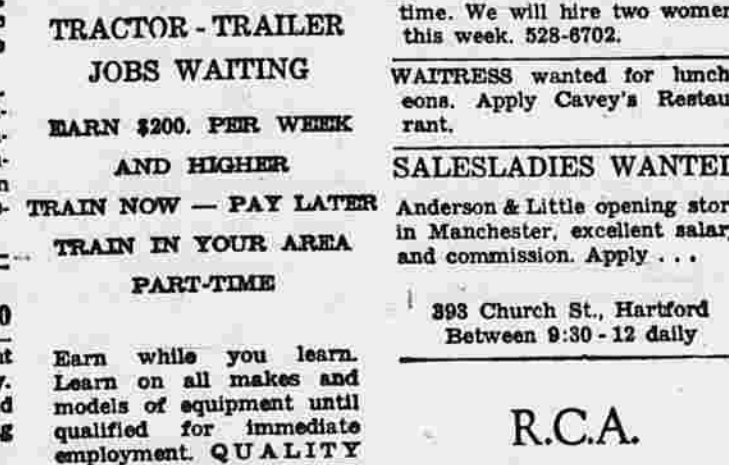 TRACTOR - TRAILER
JOBS WAITING
EARN $200. PER WEEK
AND HIGHER
TRAIN NOW — PAY LATER
TRAIN IN YOUR AREA
PART-TIME
Earn while you learn.
Learn on all makes and
models of equipment until
qualified for immediate
employment. QUALITY
time. We will hire two women
this week. 528-6702.
WAITRESS wanted for lunch-
eons. Apply Cavey's Restau-
rant.
SALESLADIES WANTED
Anderson & Little opening store
in Manchester, excellent salary
and commission. Apply . . .
393 Church St., Hartford
Between 9:30 - 12 daily
R.C.A.